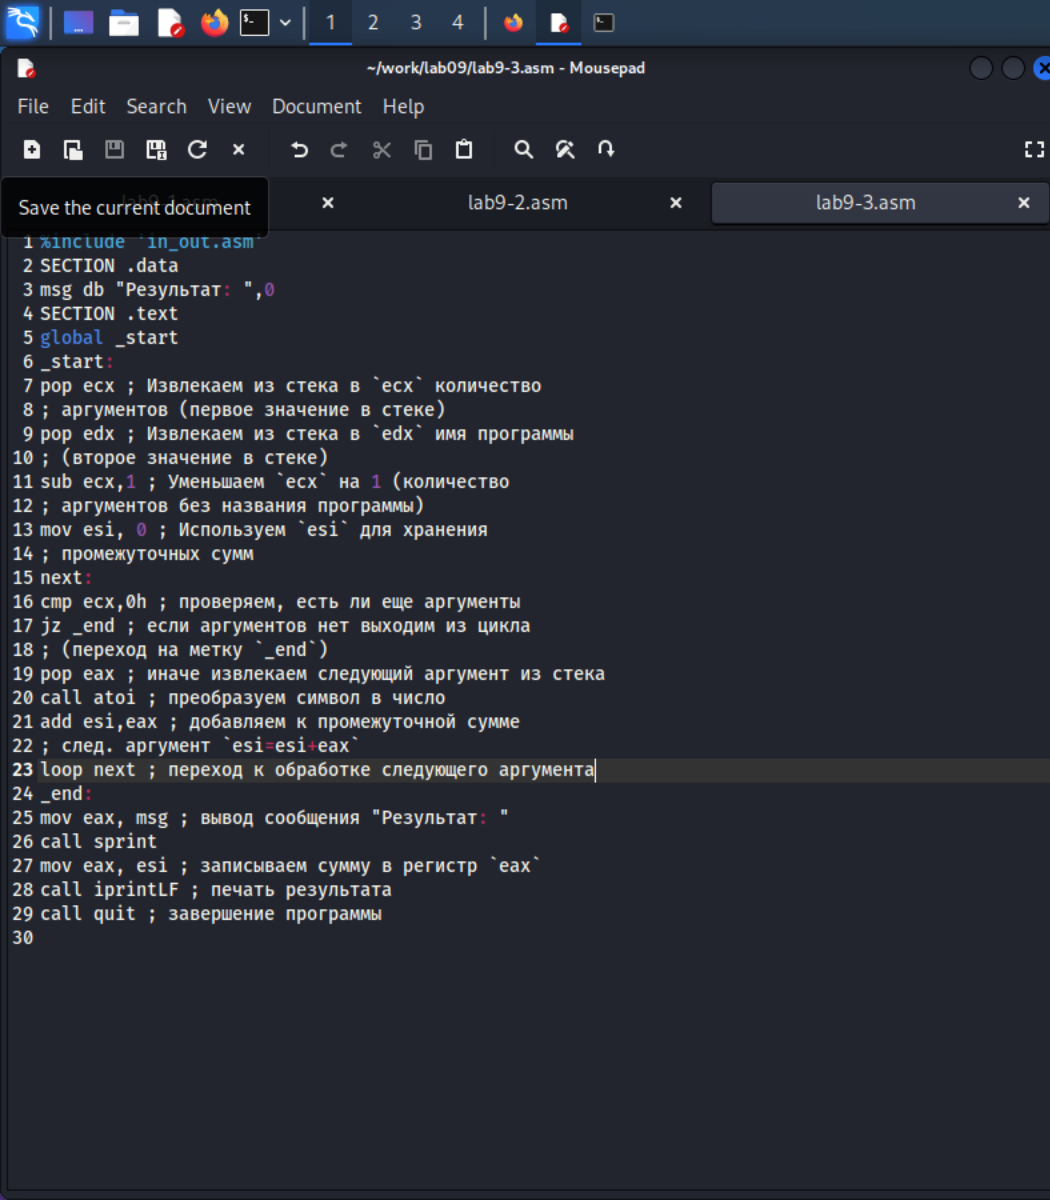 1 2 3 4
~/work/lab09/lab9-3.asm - Mousepad
File Edit Search View Document Help
Save the current document
lab9-2.asm
lab9-3.asm
1 %include 'in_out.asm'
2 SECTION .data
3 msg db "Результат: ",0
4 SECTION .text
5 global _start
6 _start:
7 pop ecx ; Извлекаем из стека в `ecx` количество
8 ; аргументов (первое значение в стеке)
9 pop edx ; Извлекаем из стека в `edx` имя программы
10 ; (второе значение в стеке)
11 sub ecx,1 ; Уменьшаем `ecx` на 1 (количество
12 ; аргументов без названия программы)
13 mov esi, 0 ; Используем `esi` для хранения
14 ; промежуточных сумм
15 next:
16 cmp ecx,0h ; проверяем, есть ли еще аргументы
17 jz _end ; если аргументов нет выходим из цикла
18 ; (переход на метку `_end`)
19 pop eax ; иначе извлекаем следующий аргумент из стека
20 call atoi ; преобразуем символ в число
21 add esi,eax ; добавляем к промежуточной сумме
22 ; след. аргумент `esi=esi+eax`
23 loop next ; переход к обработке следующего аргумента
24 _end:
25 mov eax, msg ; вывод сообщения "Результат: "
26 call sprint
27 mov eax, esi ; записываем сумму в регистр `eax`
28 call iprintLF ; печать результата
29 call quit ; завершение программы
30